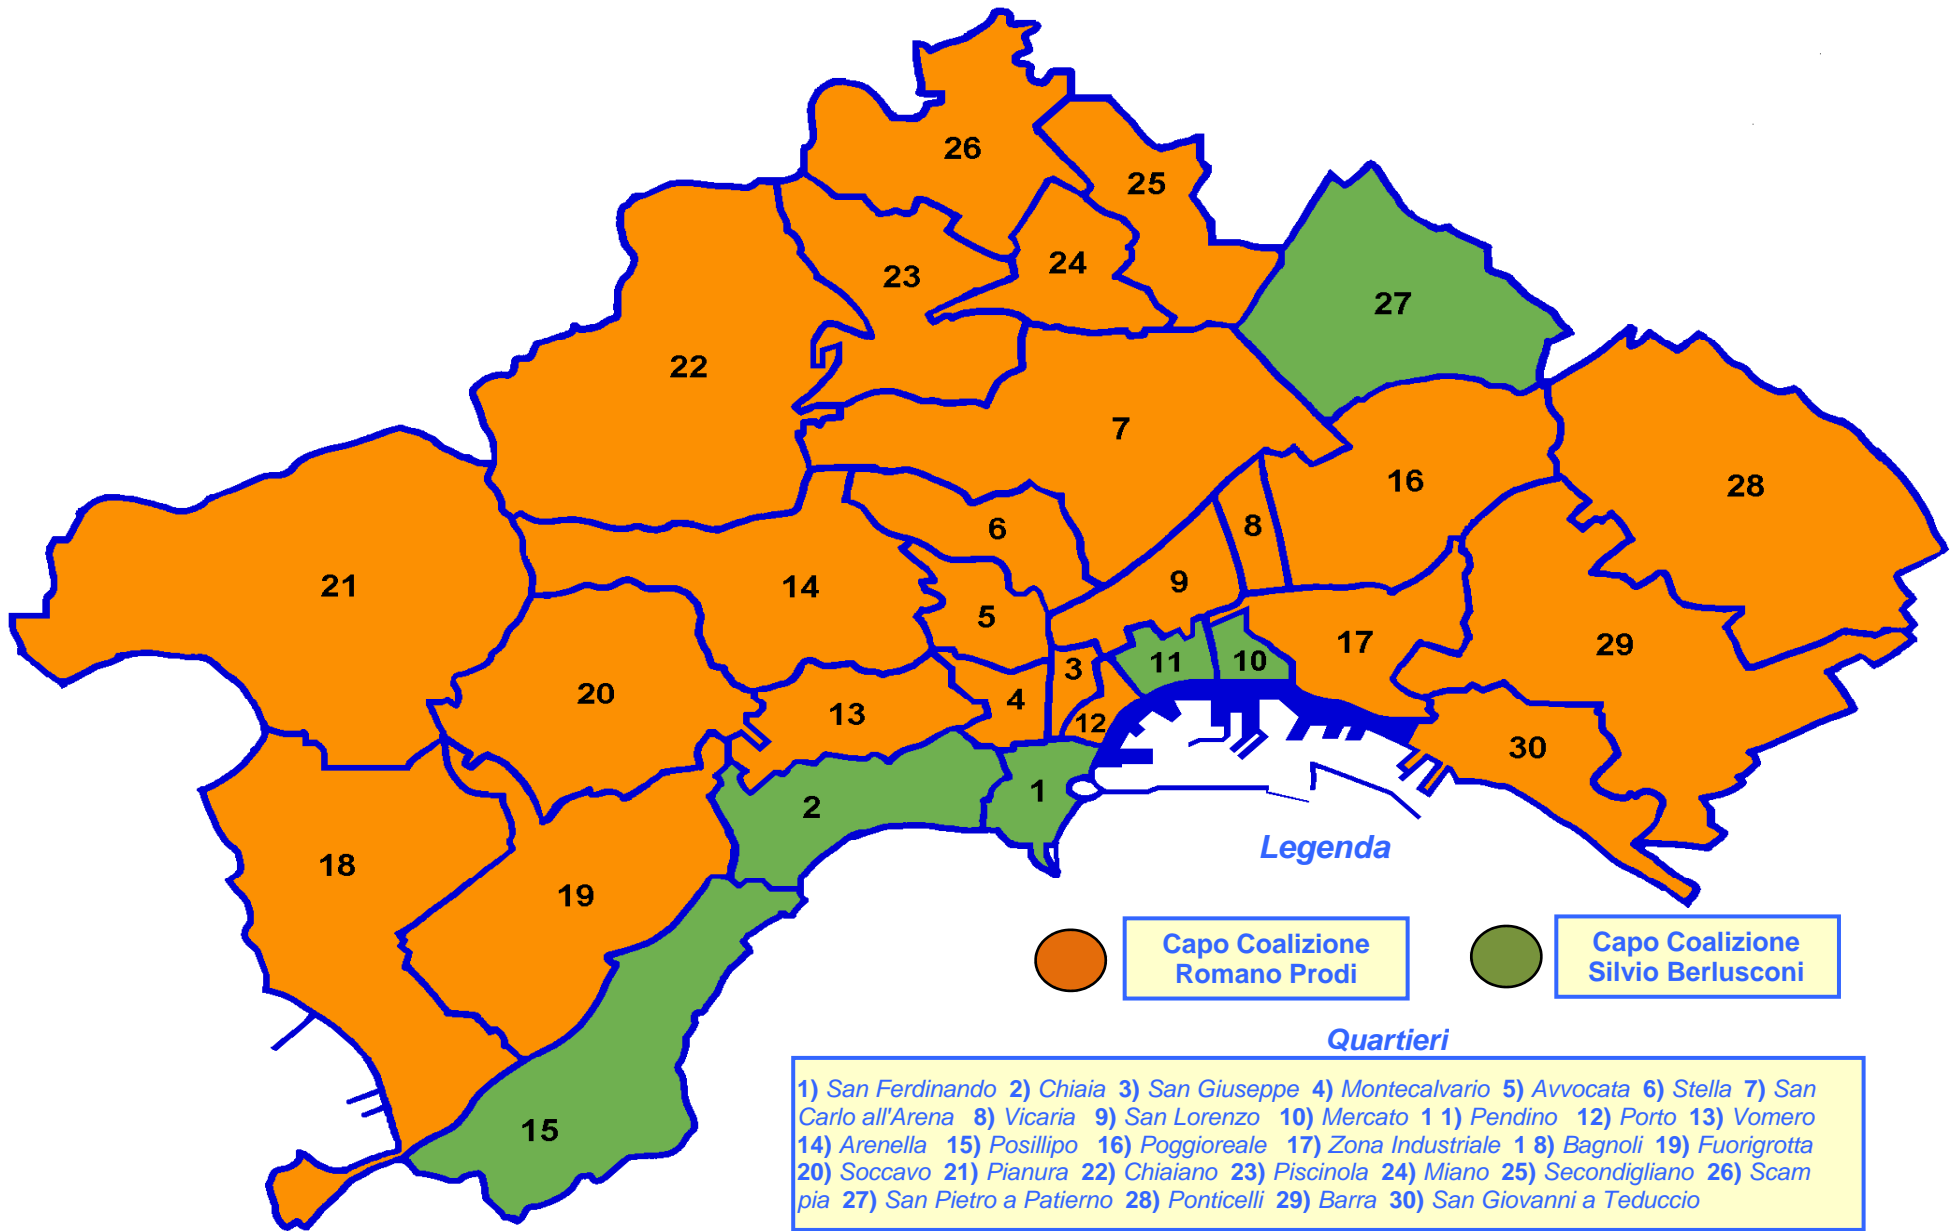 26
25
24
23
27
22
7
28
16
6
8
9
21
14
5
17
29
3
11
10
20
4
13
12
30
2
1
18
19
15
Legenda
Capo Coalizione
Romano Prodi
Capo Coalizione
Silvio Berlusconi
Quartieri
1) San Ferdinando 2) Chiaia 3) San Giuseppe 4) Montecalvario 5) Avvocata 6) Stella 7) San
Carlo all'Arena 8) Vicaria 9) San Lorenzo 10) Mercato 1 1) Pendino 12) Porto 13) Vomero
14) Arenella 15) Posillipo 16) Poggioreale 17) Zona Industriale 1 8) Bagnoli 19) Fuorigrotta
20) Soccavo 21) Pianura 22) Chiaiano 23) Piscinola 24) Miano 25) Secondigliano 26) Scam
pia 27) San Pietro a Patierno 28) Ponticelli 29) Barra 30) San Giovanni a Teduccio